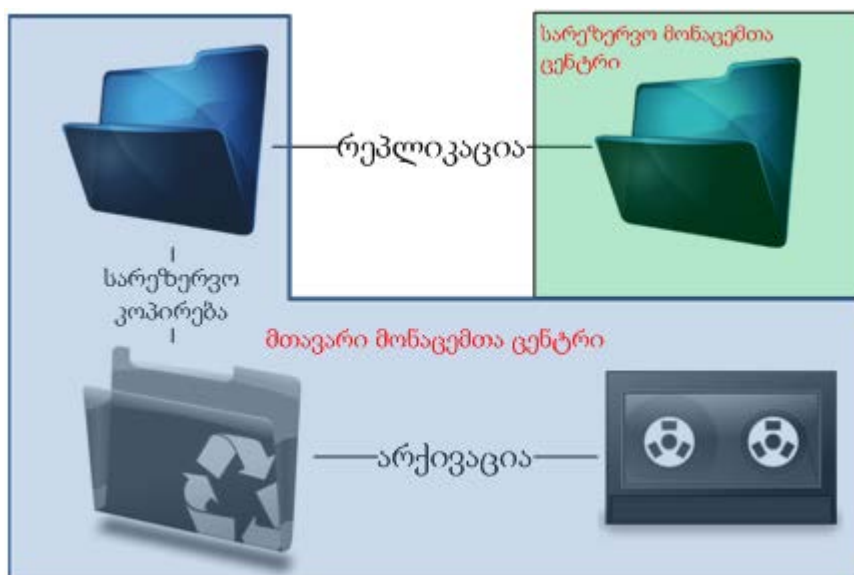 სარეზერვო მონაცემთა
ცენტრი
რეპლიკაცია
სარეზერვო
კოპირება
მთავარი მონაცემთა ცენტრი
არქივაცია